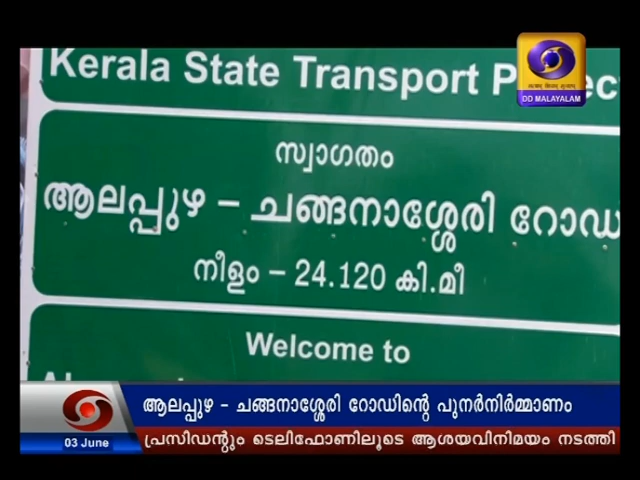 Kerala State Transport
DD MALAYALAM
സ്വാഗതം
ആലപ്പുഴ - ചങ്ങനാശ്ശേരി റോഡ
നീളം - 24.120 കി.മീ
Welcome to
ആലപ്പുഴ - ചങ്ങനാശ്ശേരി റോഡിന്റെ പുനർനിർമ്മാണം
03 June
പ്രസിഡന്റും ടെലിഫോണിലൂടെ ആശയവിനിമയം നടത്തി